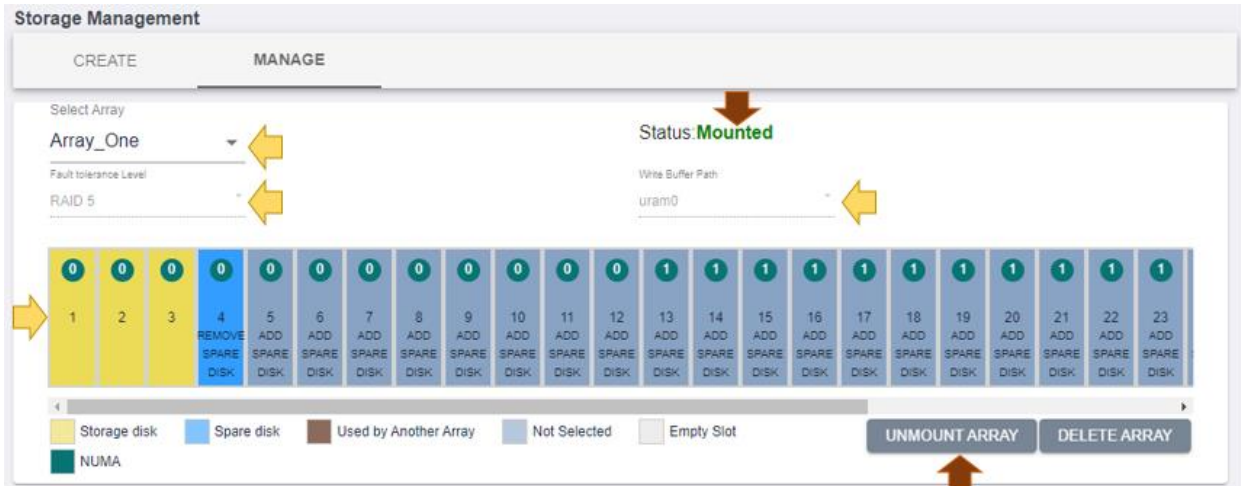 Storage Management
CREATE MANAGE
Select Array
Array_One
Status:Mounted
Fault tolerance Level
RAID 5
Write Buffer Path
uram0
0 0 0 0 0 0 0 0 0 0 0 0 1 1 1 1 1 1 1 1 1 1 1
1 2 3 4 5 6 7 8 9 10 11 12 13 14 15 16 17 18 19 20 21 22 23
REMOVE ADD ADD ADD ADD ADD ADD ADD ADD ADD ADD ADD ADD ADD ADD ADD ADD ADD ADD ADD
SPARE SPARE SPARE SPARE SPARE SPARE SPARE SPARE SPARE SPARE SPARE SPARE SPARE SPARE SPARE SPARE SPARE SPARE SPARE SPARE
DISK DISK DISK DISK DISK DISK DISK DISK DISK DISK DISK DISK DISK DISK DISK DISK DISK DISK DISK DISK
Storage disk Spare disk Used by Another Array Not Selected Empty Slot
NUMA
UNMOUNT ARRAY DELETE ARRAY